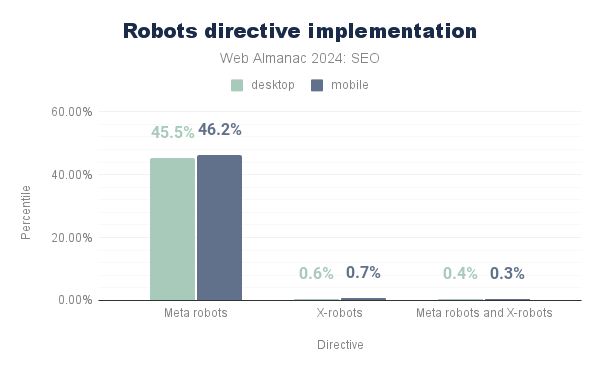 Robots directive implementation
Web Almanac 2024: SEO
desktop mobile
60.00%
45.5% 46.2%
40.00%
Percentile
20.00%
0.6% 0.7% 0.4% 0.3%
0.00%
Meta robots X-robots Meta robots and X-robots
Directive